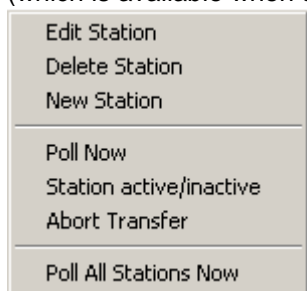 (which is available when
Edit Station
Delete Station
New Station
Poll Now
Station active/inactive
Abort Transfer
Poll All Stations Now